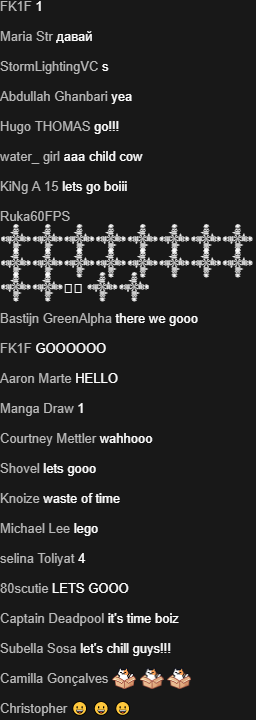 FK1F 1
Maria Str давай
StormLightingVC s
Abdullah Ghanbari yea
Hugo THOMAS go!!!
water_ girl aaa child cow
KiNg A 15 lets go boiii
Ruka60FPS
Bastijn GreenAlpha there we gooo
FK1F GOOOOOO
Aaron Marte HELLO
Manga Draw 1
Courtney Mettler wahhooo
Shovel lets gooo
Knoize waste of time
Michael Lee lego
selina Toliyat 4
80scutie LETS GOOO
Captain Deadpool it's time boiz
Subella Sosa let's chill guys!!!
Camilla Gonçalves
Christopher 😀 😀 😀